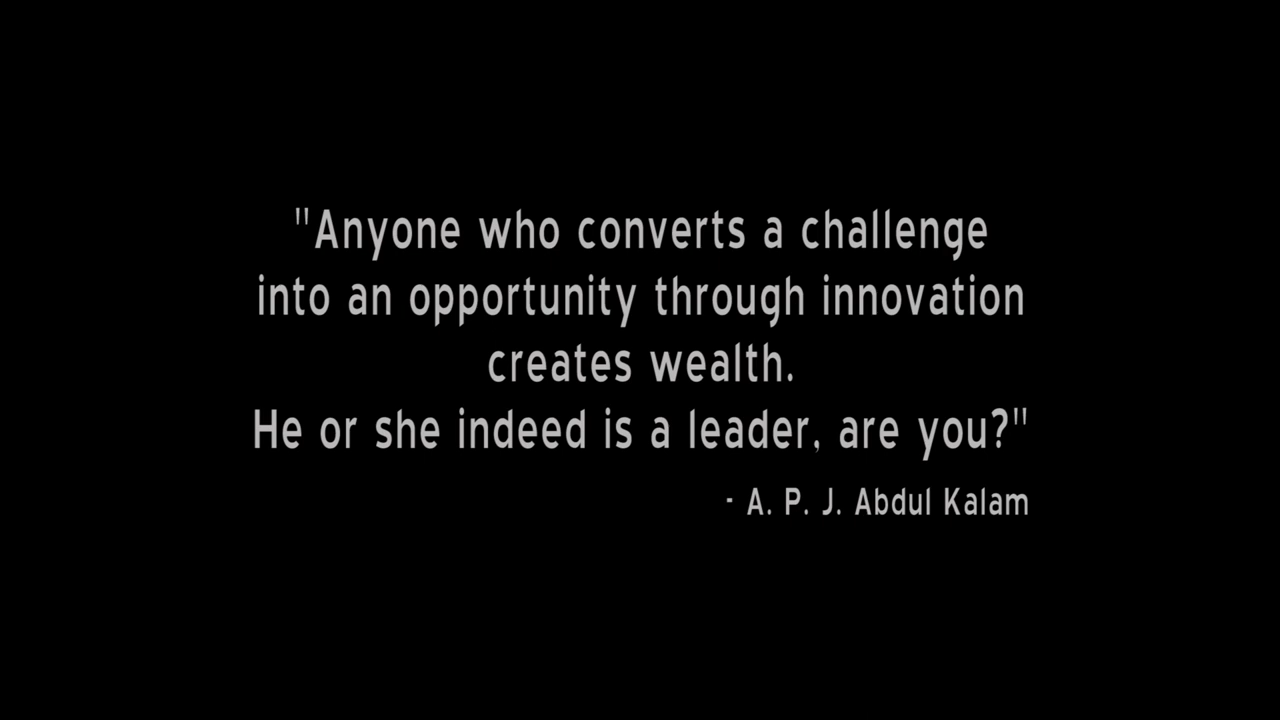 "Anyone who converts a challenge
into an opportunity through innovation
creates wealth.
He or she indeed is a leader, are you?"
- A. P. J. Abdul Kalam